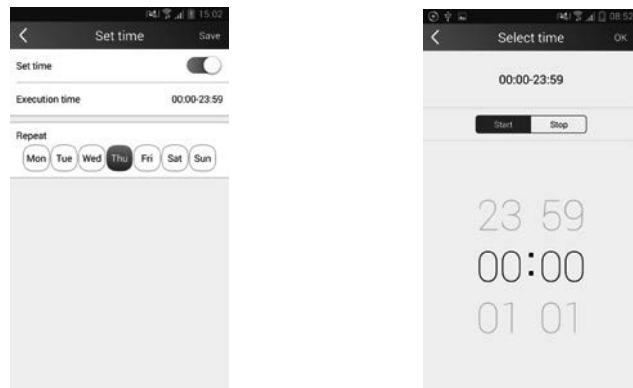 15:02
Set time
Save
Set time
Execution time 00:00-23:59
Repeat
Mon Tue Wed Thu Fri Sat Sun
08:52
Select time
OK
00:00-23:59
Start Stop
23 59
00:00
01 01